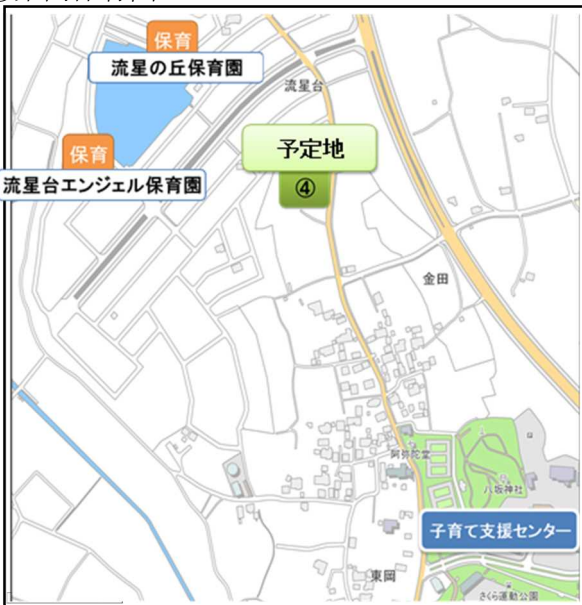 保育
流星の丘保育園
流星台
予定地
④
保育
流星台エンジェル保育園
金田
阿弥陀堂
八坂神社
子育て支援センター
東岡
さくら運動公園